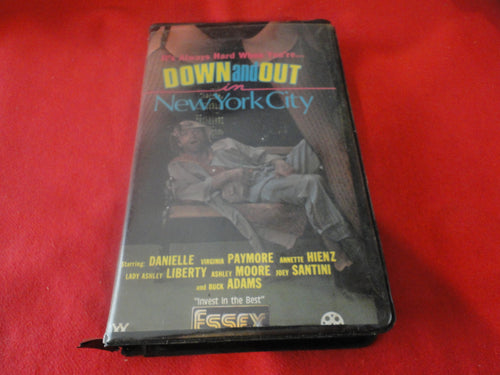 It's Always Hard When You're...
DOWN and OUT
in
New York City
Starring: DANIELLE VIRGINIA PAYMORE ANNETTE HIENZ
LADY ASHLEY LIBERTY ASHLEY MOORE JOEY SANTINI
and BUCK ADAMS
"Invest in the Best"
ESSEX